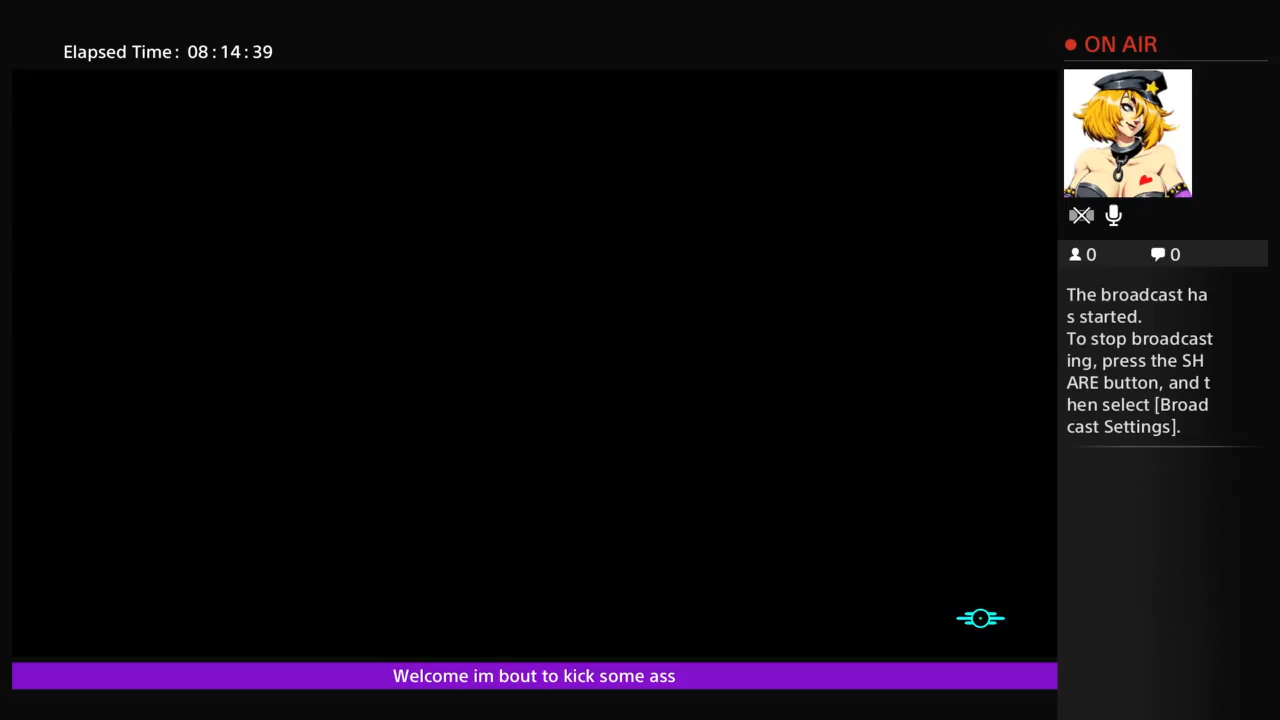 Elapsed Time: 08:14:39
ON AIR
0 0
The broadcast ha
s started.
To stop broadcast
ing, press the SH
ARE button, and t
hen select [Broad
cast Settings].
Welcome im bout to kick some ass